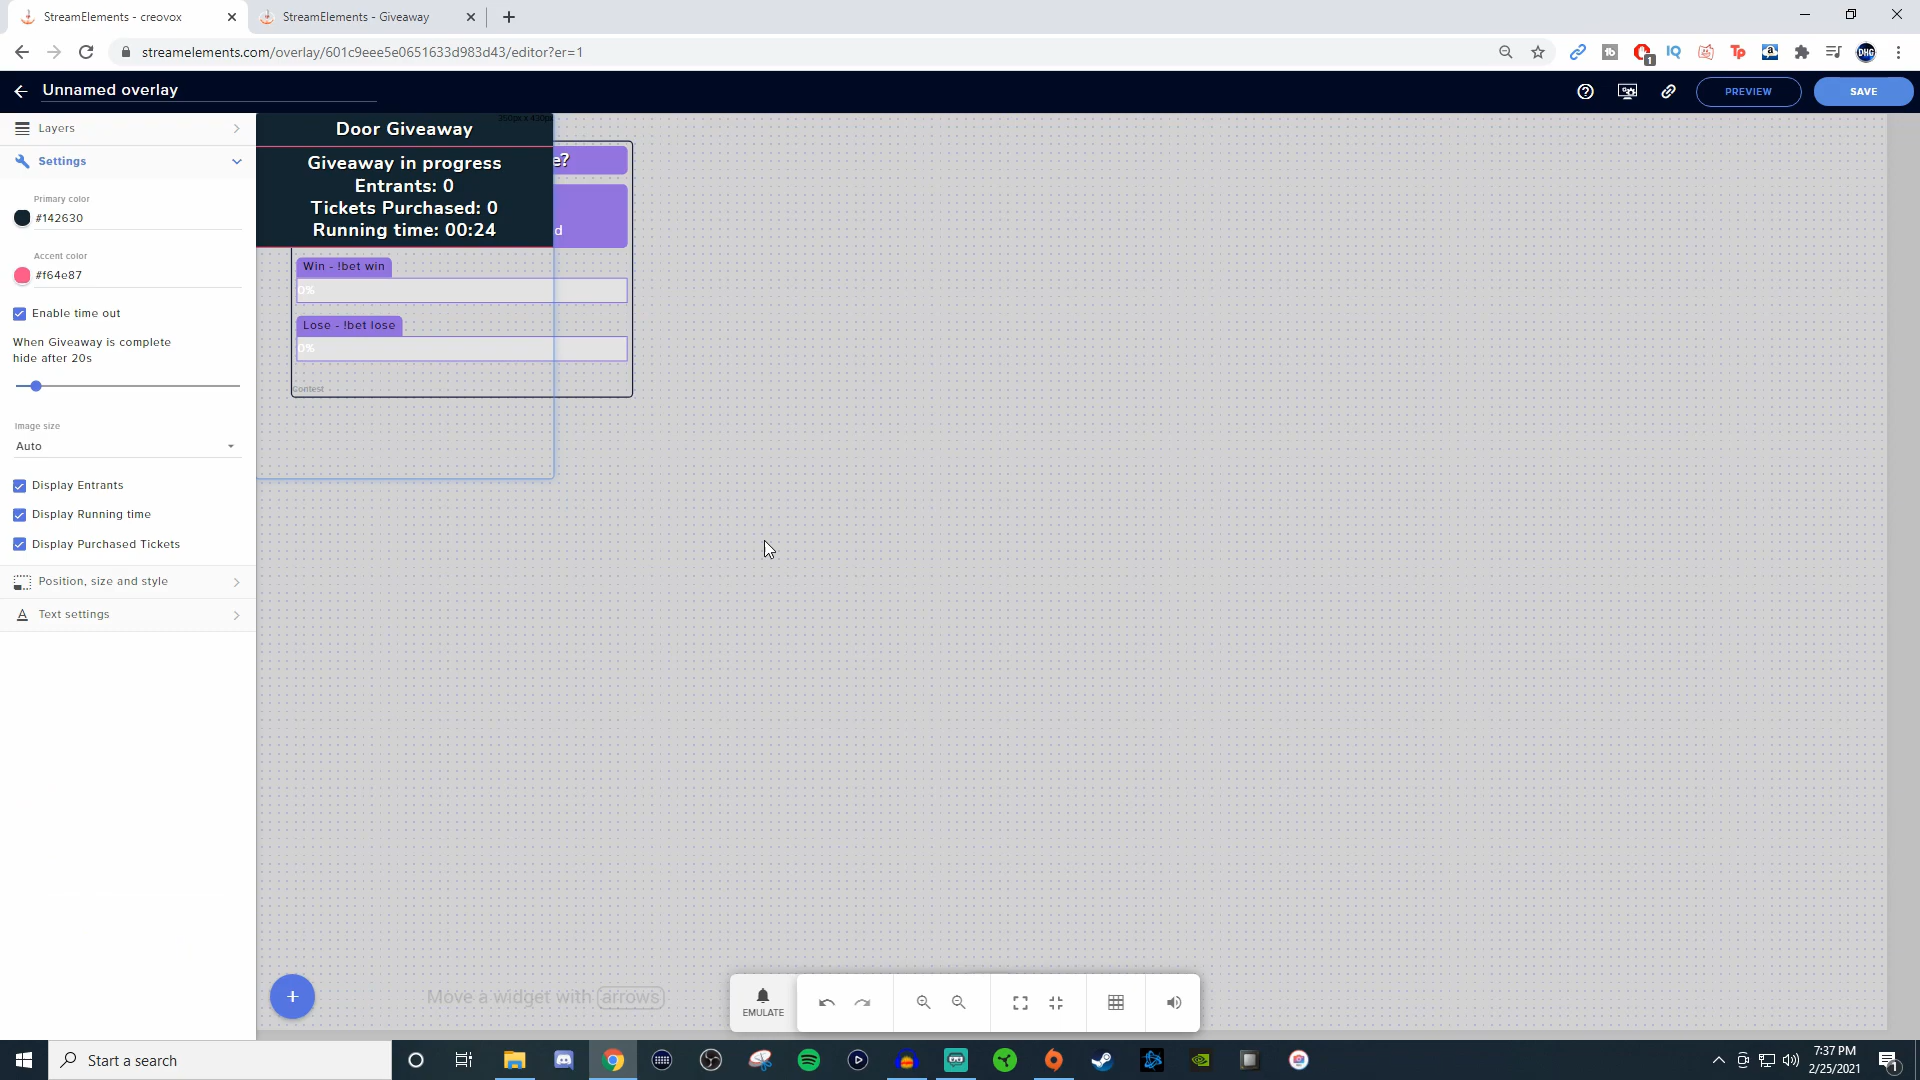 StreamElements - creovox
StreamElements - Giveaway
streamelements.com/overlay/601c9eee5e0651633d983d43/editor?er=1
Unnamed overlay
PREVIEW
SAVE
Layers
Settings
Primary color
#142630
Accent color
#f64e87
Enable time out
When Giveaway is complete
hide after 20s
Image size
Auto
Display Entrants
Display Running time
Display Purchased Tickets
Position, size and style
Text settings
Door Giveaway
Giveaway in progress
Entrants: 0
Tickets Purchased: 0
Running time: 00:24
e?
d
Win - !bet win
0%
Lose - !bet lose
0%
Contest
Move a widget with arrows
EMULATE
Start a search
7:37 PM
2/25/2021